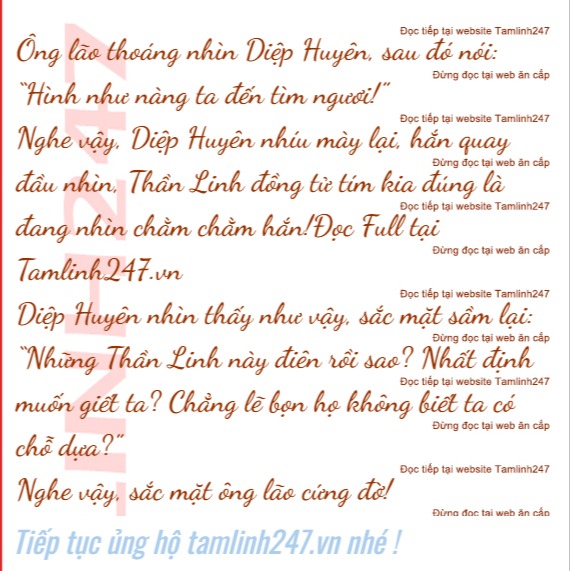 Đọc tiếp tại website Tamlinh247
Ông lão thoáng nhìn Diệp Huyên, sau đó nói:
Đừng đọc tại web ăn cắp
“Hình như nàng ta đến tìm ngươi!”
Đọc tiếp tại website Tamlinh247
Nghe vậy, Diệp Huyên nhíu mày lại, hắn quay
Đừng đọc tại web ăn cắp
đầu nhìn, Thần Linh đồng tử tím kia đúng là
Đọc tiếp tại website Tamlinh247
đang nhìn chằm chằm hắn!Đọc Full tại
Đừng đọc tại web ăn cắp
Tamlinh247.vn
Đọc tiếp tại website Tamlinh247
Diệp Huyên nhìn thấy như vậy, sắc mặt sầm lại:
Đừng đọc tại web ăn cắp
“Những Thần Linh này điên rồi sao? Nhất định
Đọc tiếp tại website Tamlinh247
muốn giết ta? Chẳng lẽ bọn họ không biết ta có
Đừng đọc tại web ăn cắp
chỗ dựa?”
Đọc tiếp tại website Tamlinh247
Nghe vậy, sắc mặt ông lão cứng đờ!
Đừng đọc tại web ăn cắp
Tiếp tục ủng hộ tamlinh247.vn nhé !
INH247